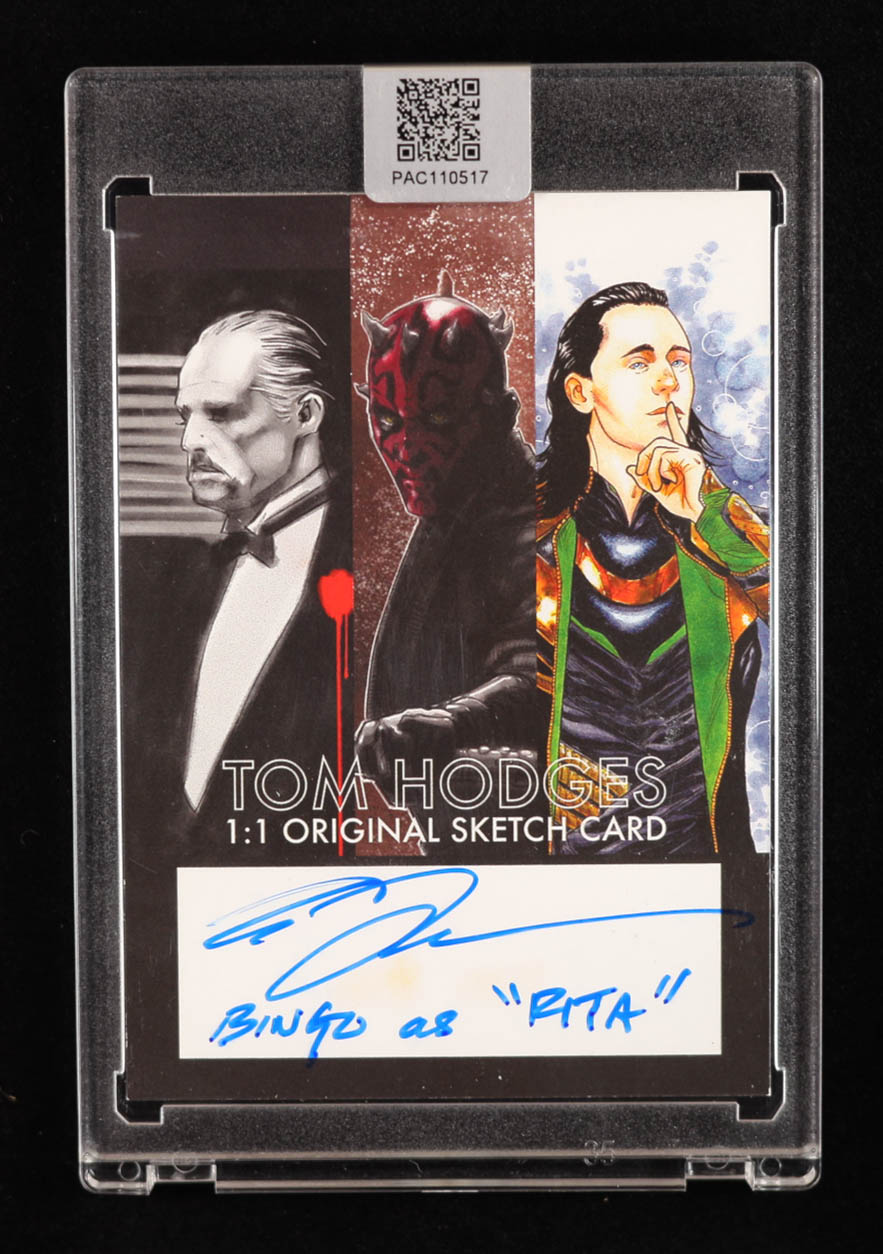 PAC110517
TOM HODGES
1:1 ORIGINAL SKETCH CARD
BINGO as "RITA"